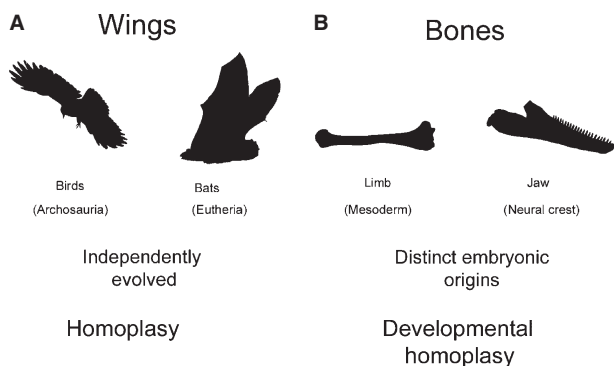 A
Wings
Birds
(Archosauria)
Bats
(Eutheria)
Independently
evolved
Homoplasy
B
Bones
Limb
(Mesoderm)
Jaw
(Neural crest)
Distinct embryonic
origins
Developmental
homoplasy